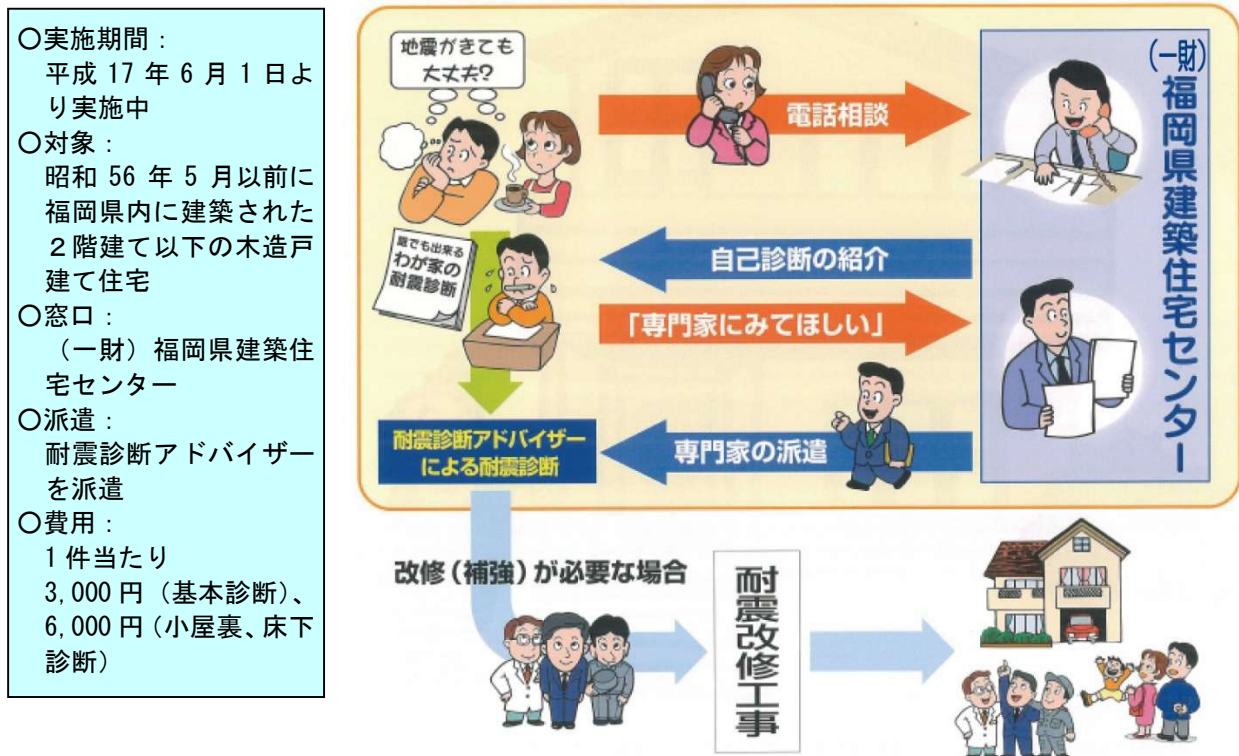 ○実施期間：
平成 17 年 6 月 1 日よ
り実施中
○対象：
昭和 56 年 5 月以前に
福岡県内に建築された
２階建て以下の木造戸
建て住宅
○窓口：
（一財）福岡県建築住
宅センター
○派遣：
耐震診断アドバイザー
を派遣
○費用：
1 件当たり
3,000 円（基本診断）、
6,000 円（小屋裏、床下
診断）
地震がきても
大丈夫?
電話相談
(一財)福岡県建築住宅センター
誰でも出来る
わが家の
耐震診断
自己診断の紹介
「専門家にみてほしい」
耐震診断アドバイザー
による耐震診断
専門家の派遣
改修（補強）が必要な場合
耐震改修工事